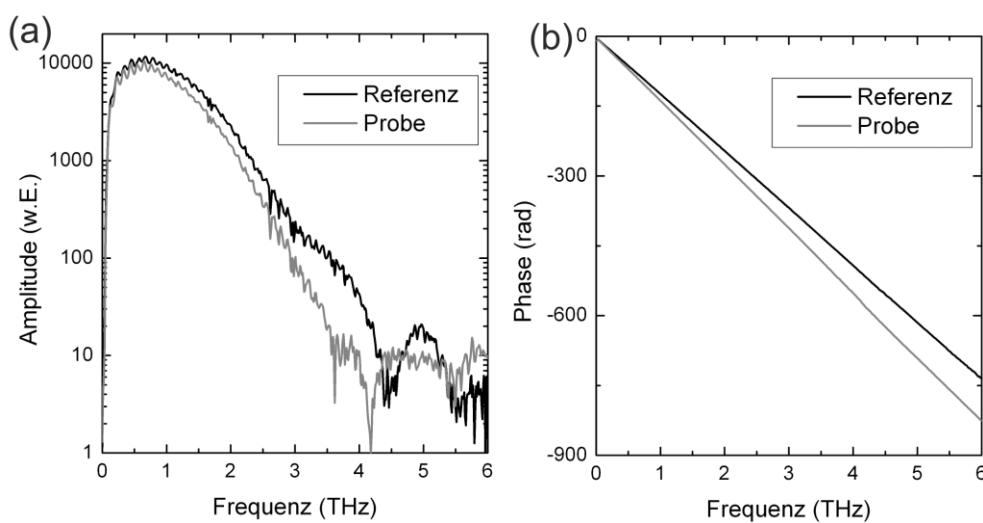 (a)
Amplitude (w.E.)
10000
1000
100
10
1
Referenz
Probe
0 1 2 3 4 5 6
Frequenz (THz)
(b)
Phase (rad)
0
-300
-600
-900
Referenz
Probe
0 1 2 3 4 5 6
Frequenz (THz)